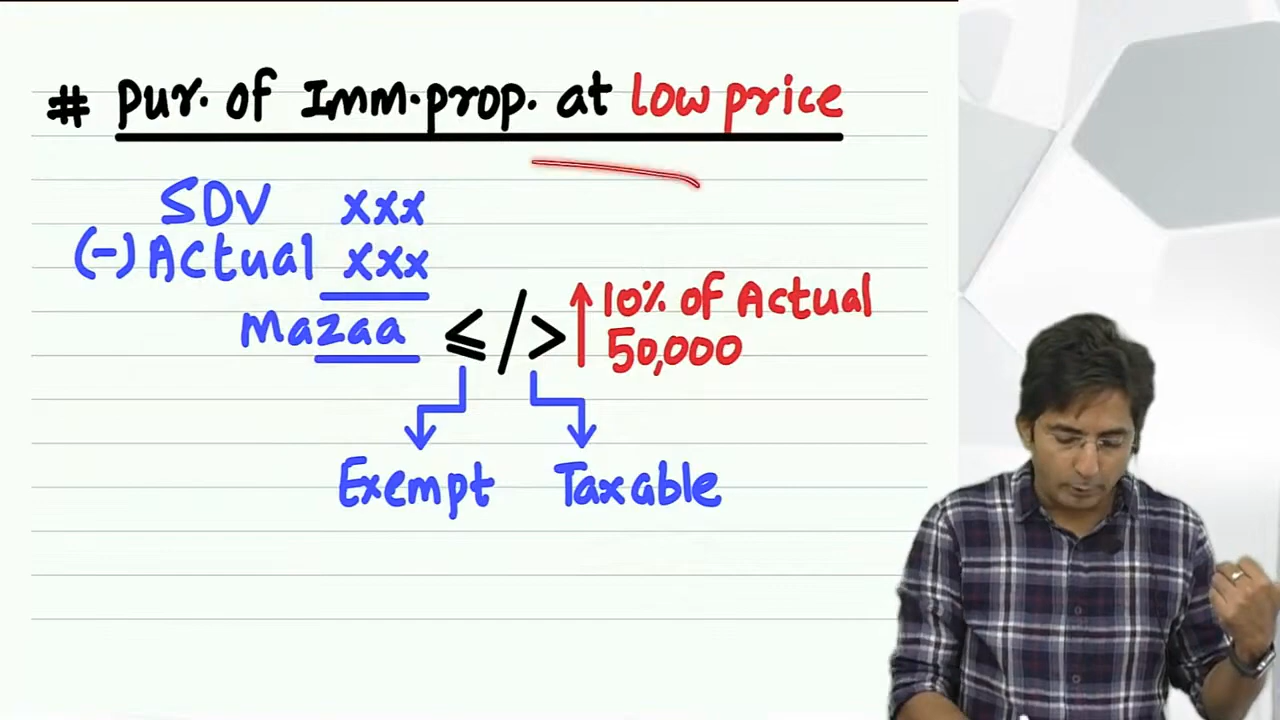 # Pur. of Imm.prop. at low price
SDV xxx
(-) Actual xxx
Mazaa ≤/> ↑ 10% of Actual
50,000
Exempt Taxable